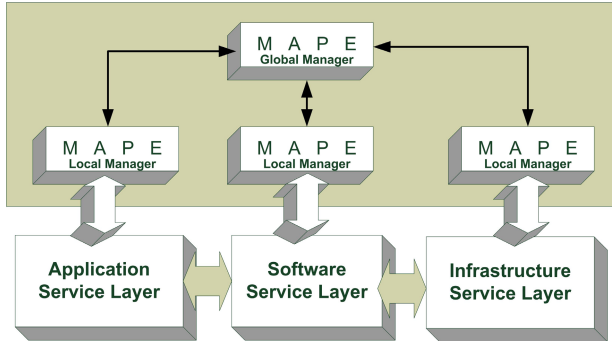 M A P E
Global Manager
M A P E
Local Manager
M A P E
Local Manager
M A P E
Local Manager
Application
Service Layer
Software
Service Layer
Infrastructure
Service Layer